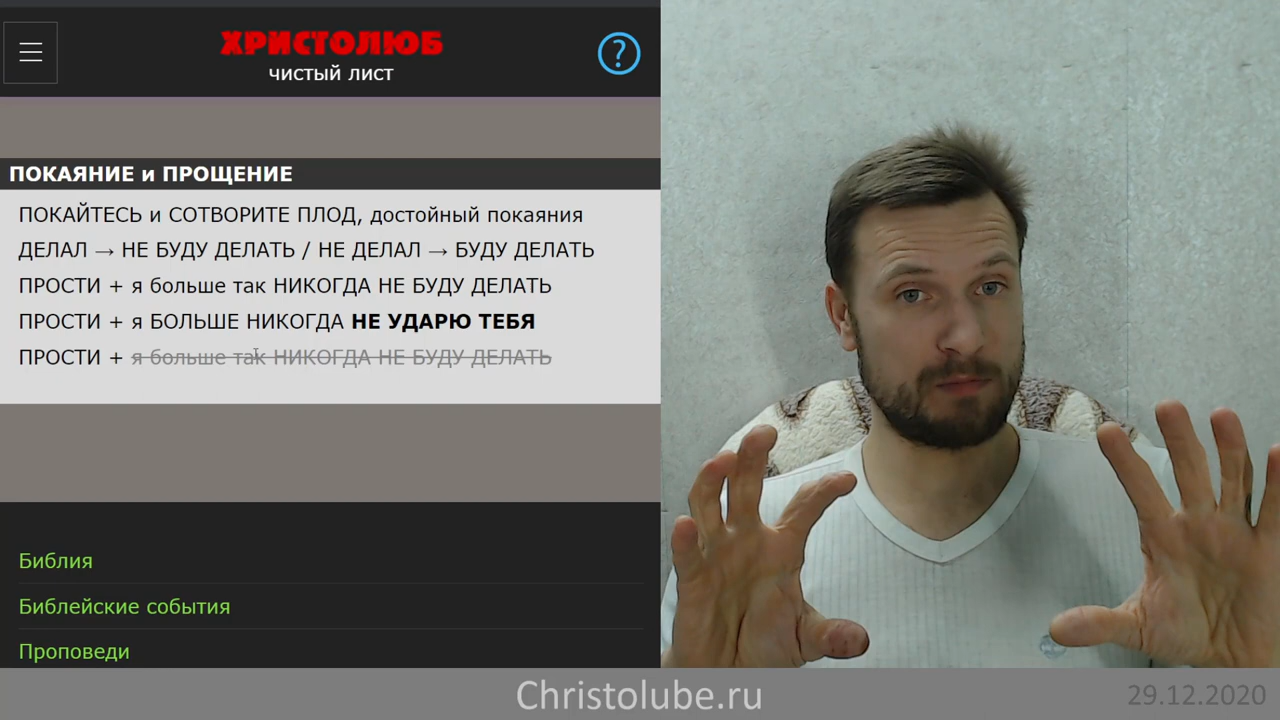 ХРИСТОЛЮБ
чистый лист
?
ПОКАЯНИЕ и ПРОЩЕНИЕ
ПОКАЙТЕСЬ и СОТВОРИТЕ ПЛОД, достойный покаяния
ДЕЛАЛ → НЕ БУДУ ДЕЛАТЬ / НЕ ДЕЛАЛ → БУДУ ДЕЛАТЬ
ПРОСТИ + я больше так НИКОГДА НЕ БУДУ ДЕЛАТЬ
ПРОСТИ + я БОЛЬШЕ НИКОГДА НЕ УДАРЮ ТЕБЯ
ПРОСТИ + я больше так НИКОГДА НЕ БУДУ ДЕЛАТЬ
Библия
Библейские события
Проповеди
Christolube.ru
29.12.2020